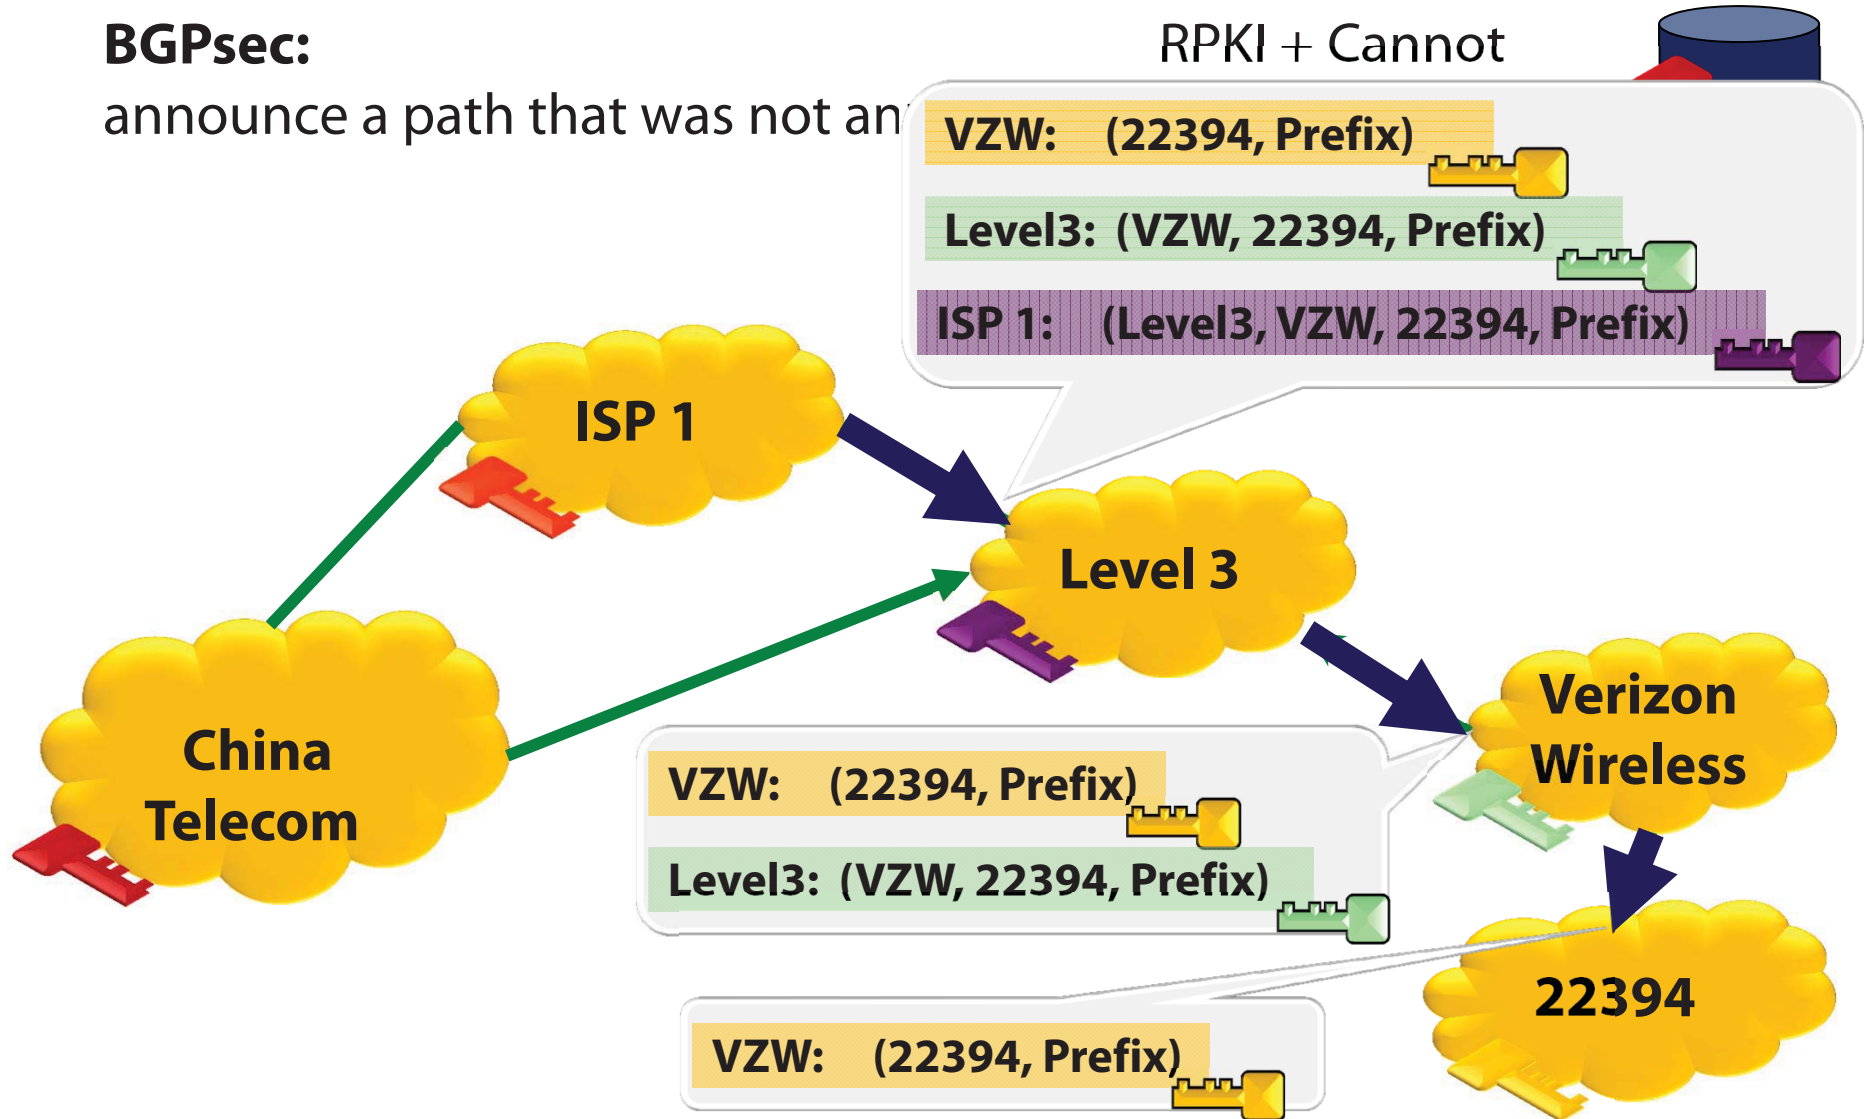 BGPsec:
RPKI + Cannot
announce a path that was not an
VZW: (22394, Prefix)
Level3: (VZW, 22394, Prefix)
ISP 1: (Level3, VZW, 22394, Prefix)
ISP 1
Level 3
China
Telecom
Verizon
Wireless
VZW: (22394, Prefix)
Level3: (VZW, 22394, Prefix)
22394
VZW: (22394, Prefix)